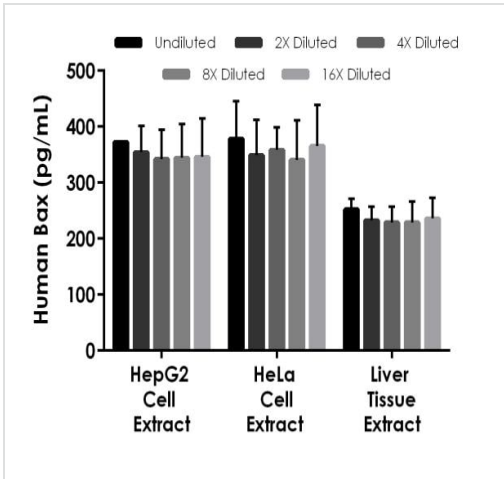 Undiluted 2X Diluted 4X Diluted
8X Diluted 16X Diluted
Human Bax (pg/mL)
500
400
300
200
100
0
HepG2 Cell Extract
HeLa Cell Extract
Liver Tissue Extract